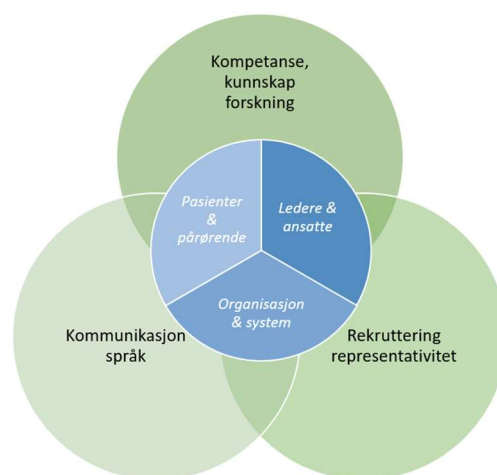 Kompetanse,
kunnskap
forskning
Pasienter
&
pårørende
Ledere &
ansatte
Organisasjon
& system
Kommunikasjon
språk
Rekruttering
representativitet